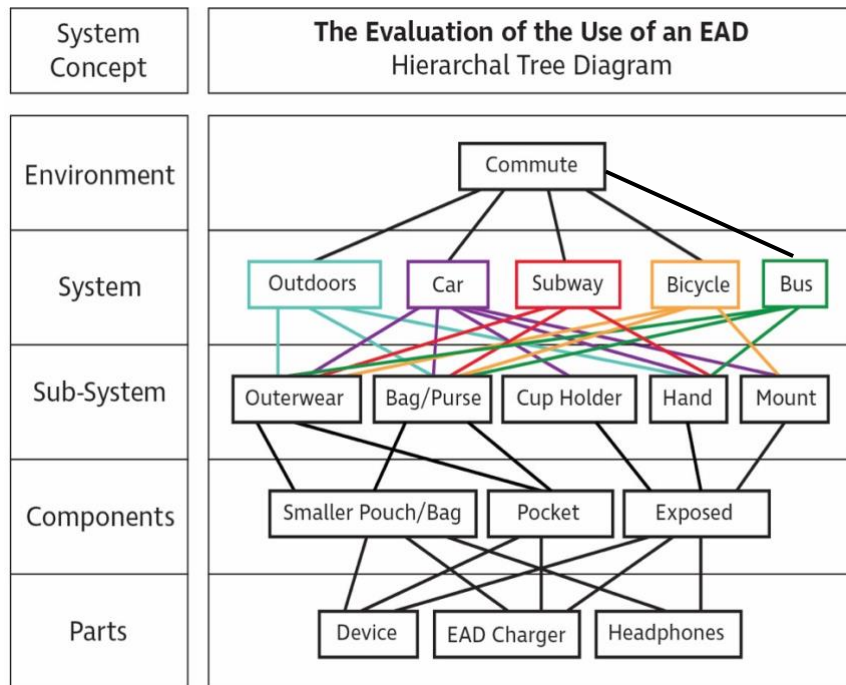 System
Concept
The Evaluation of the Use of an EAD
Hierarchal Tree Diagram
Environment
Commute
System
Outdoors
Car
Subway
Bicycle
Bus
Sub-System
Outerwear
Bag/Purse
Cup Holder
Hand
Mount
Components
Smaller Pouch/Bag
Pocket
Exposed
Parts
Device
EAD Charger
Headphones